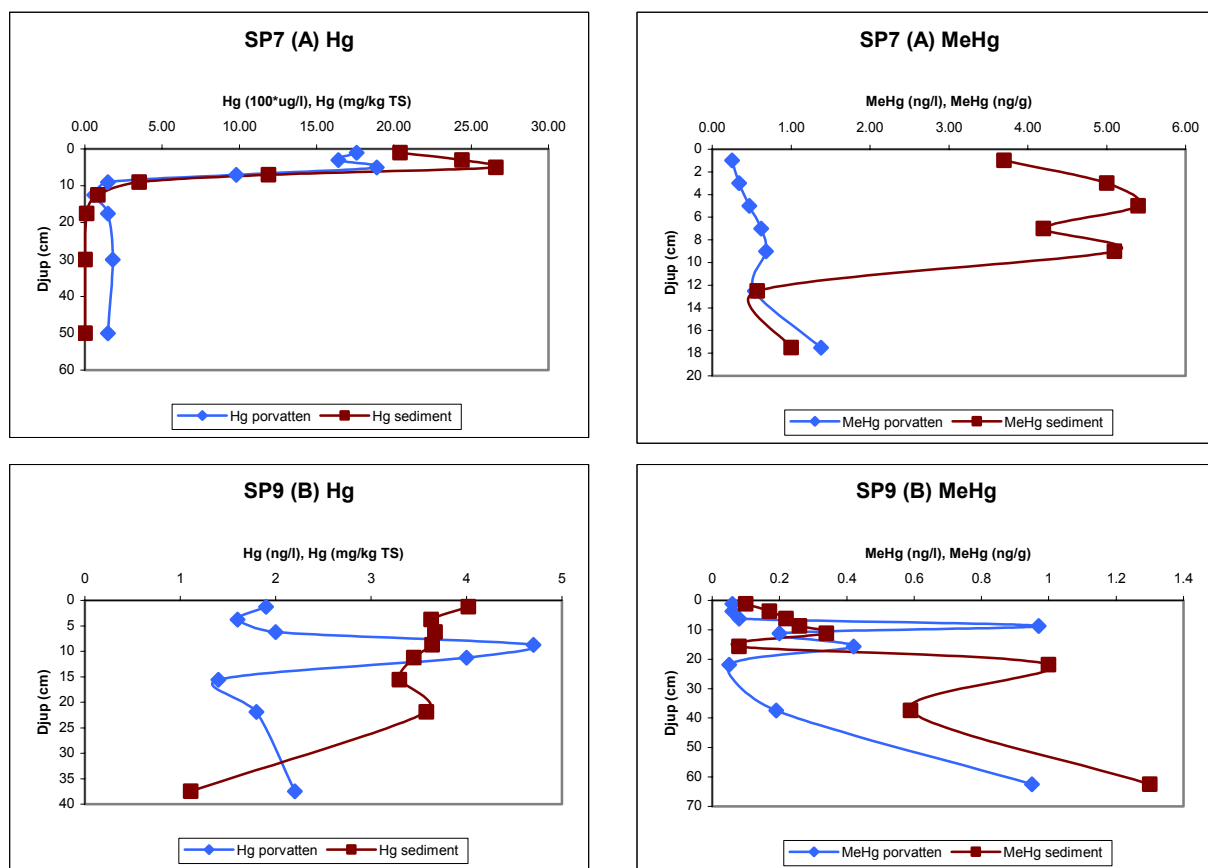 SP7 (A) Hg
Hg (100*ug/l), Hg (mg/kg TS)
0.00 5.00 10.00 15.00 20.00 25.00 30.00
0
10
20
30
40
50
60
Djup (cm)
Hg porvatten Hg sediment
SP7 (A) MeHg
MeHg (ng/l), MeHg (ng/g)
0.00 1.00 2.00 3.00 4.00 5.00 6.00
0
2
4
6
8
10
12
14
16
18
20
Djup (cm)
MeHg porvatten MeHg sediment
SP9 (B) Hg
Hg (ng/l), Hg (mg/kg TS)
0 1 2 3 4 5
0
5
10
15
20
25
30
35
40
Djup (cm)
Hg porvatten Hg sediment
SP9 (B) MeHg
MeHg (ng/l), MeHg (ng/g)
0 0.2 0.4 0.6 0.8 1 1.2 1.4
0
10
20
30
40
50
60
70
Djup (cm)
MeHg porvatten MeHg sediment